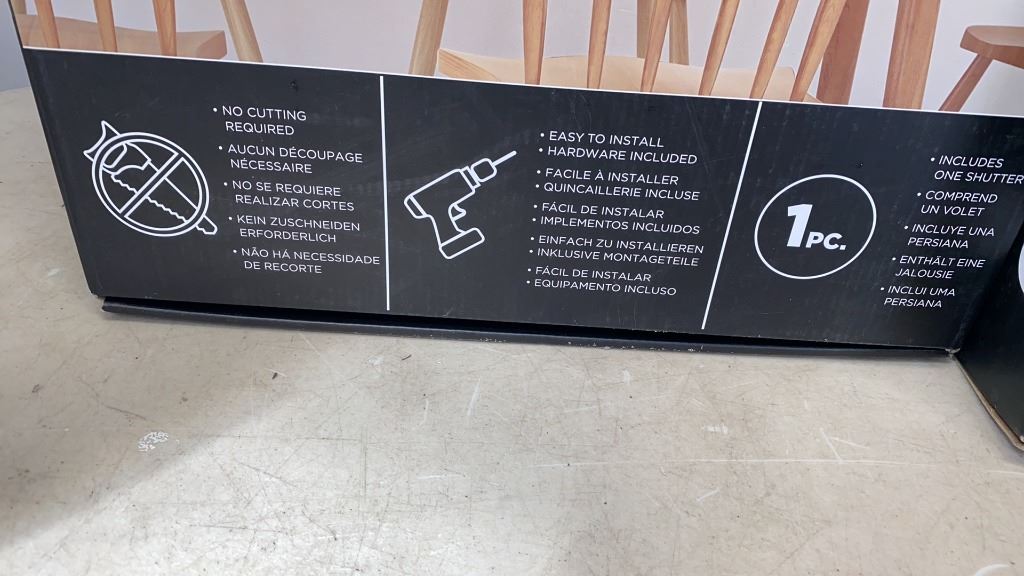 • NO CUTTING
REQUIRED
• AUCUN DÉCOUPAGE
NÉCESSAIRE
• NO SE REQUIERE
REALIZAR CORTES
• KEIN ZUSCHNEIDEN
ERFORDERLICH
• NÃO HÁ NECESSIDADE
DE RECORTE
• EASY TO INSTALL
• HARDWARE INCLUDED
• FACILE À INSTALLER
• QUINCAILLERIE INCLUSE
• FÁCIL DE INSTALAR
• IMPLEMENTOS INCLUIDOS
• EINFACH ZU INSTALLIEREN
• INKLUSIVE MONTAGETEILE
• FÁCIL DE INSTALAR
• EQUIPAMENTO INCLUSO
1PC.
• INCLUDES
ONE SHUTTER
• COMPREND
UN VOLET
• INCLUYE UNA
PERSIANA
• ENTHÄLT EINE
JALOUSIE
• INCLUI UMA
PERSIANA